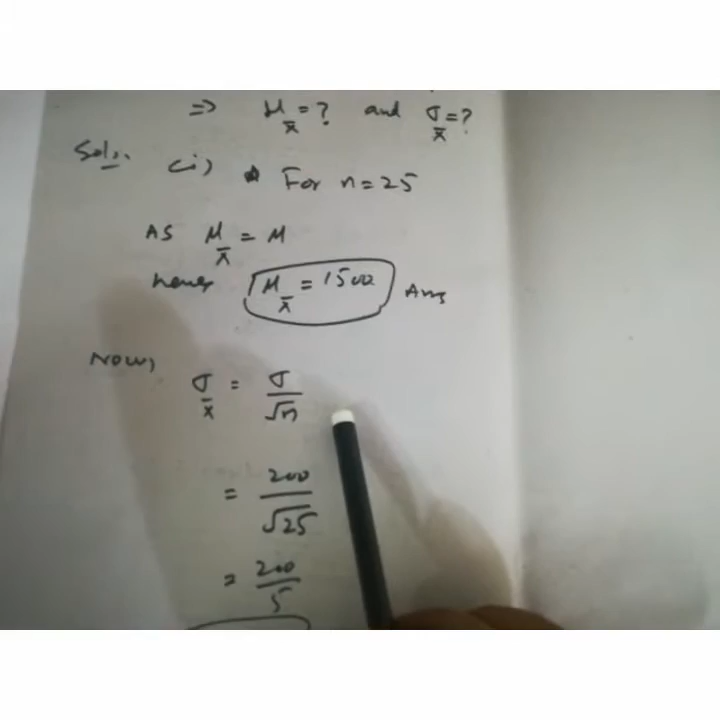 => μx̄ = ? and σx̄ = ?
Sol:. (i) For n = 25
AS μx̄ = μ
hence μx̄ = 1500 Ans
Now,
σx̄ = σ/√n
= 200/√25
= 200/5